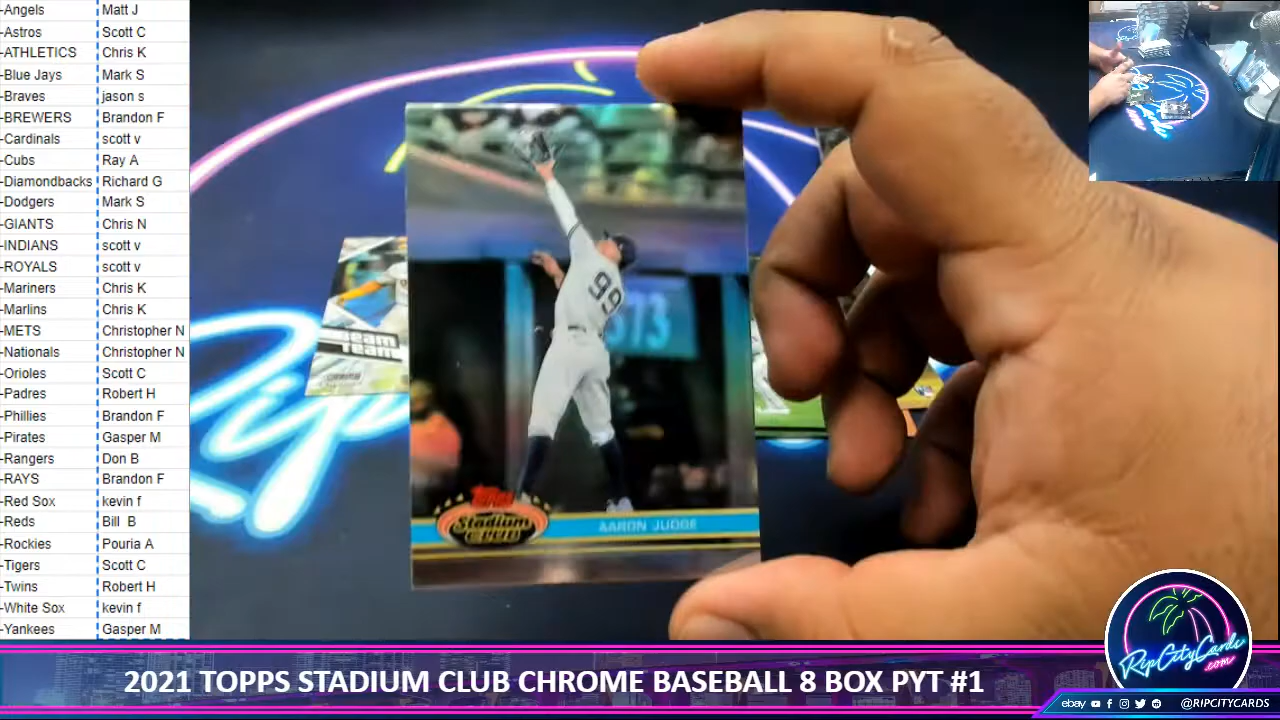 -Angels Matt J
-Astros Scott C
-ATHLETICS Chris K
-Blue Jays Mark S
-Braves jason s
-BREWERS Brandon F
-Cardinals scott v
-Cubs Ray A
-Diamondbacks Richard G
-Dodgers Mark S
-GIANTS Chris N
-INDIANS scott v
-ROYALS scott v
-Mariners Chris K
-Marlins Chris K
-METS Christopher N
-Nationals Christopher N
-Orioles Scott C
-Padres Robert H
-Phillies Brandon F
-Pirates Gasper M
-Rangers Don B
-RAYS Brandon F
-Red Sox kevin f
-Reds Bill B
-Rockies Pouria A
-Tigers Scott C
-Twins Robert H
-White Sox kevin f
-Yankees Gasper M
99
373
Topps
Stadium
Club
AARON JUDGE
Team
Team
Rip
RipCityCards
.com
2021 TOPPS STADIUM CLUB CHROME BASEBALL 8 BOX PYT #1
ebay @RIPCITYCARDS